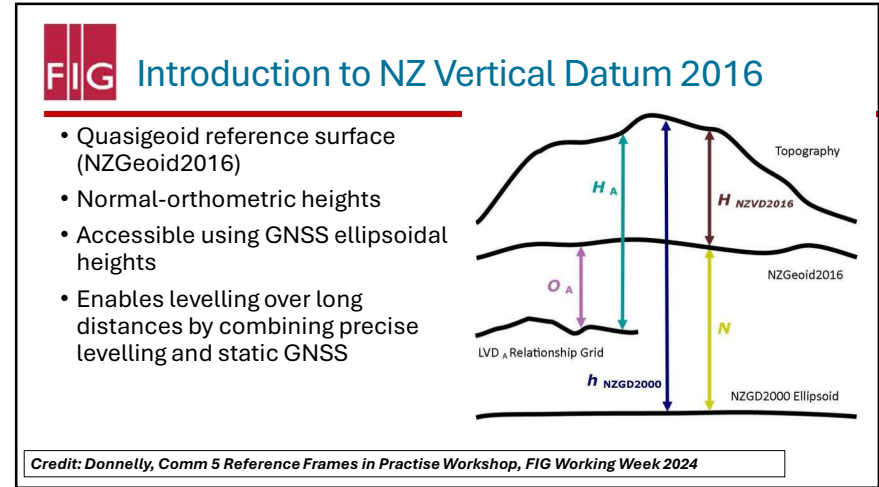 FIG
Introduction to NZ Vertical Datum 2016
• Quasigeoid reference surface
(NZGeoid2016)
• Normal-orthometric heights
• Accessible using GNSS ellipsoidal
heights
• Enables levelling over long
distances by combining precise
levelling and static GNSS
Topography
H A
H NZVD2016
NZGeoid2016
O A
N
LVD A Relationship Grid
h NZGD2000
NZGD2000 Ellipsoid
Credit: Donnelly, Comm 5 Reference Frames in Practise Workshop, FIG Working Week 2024